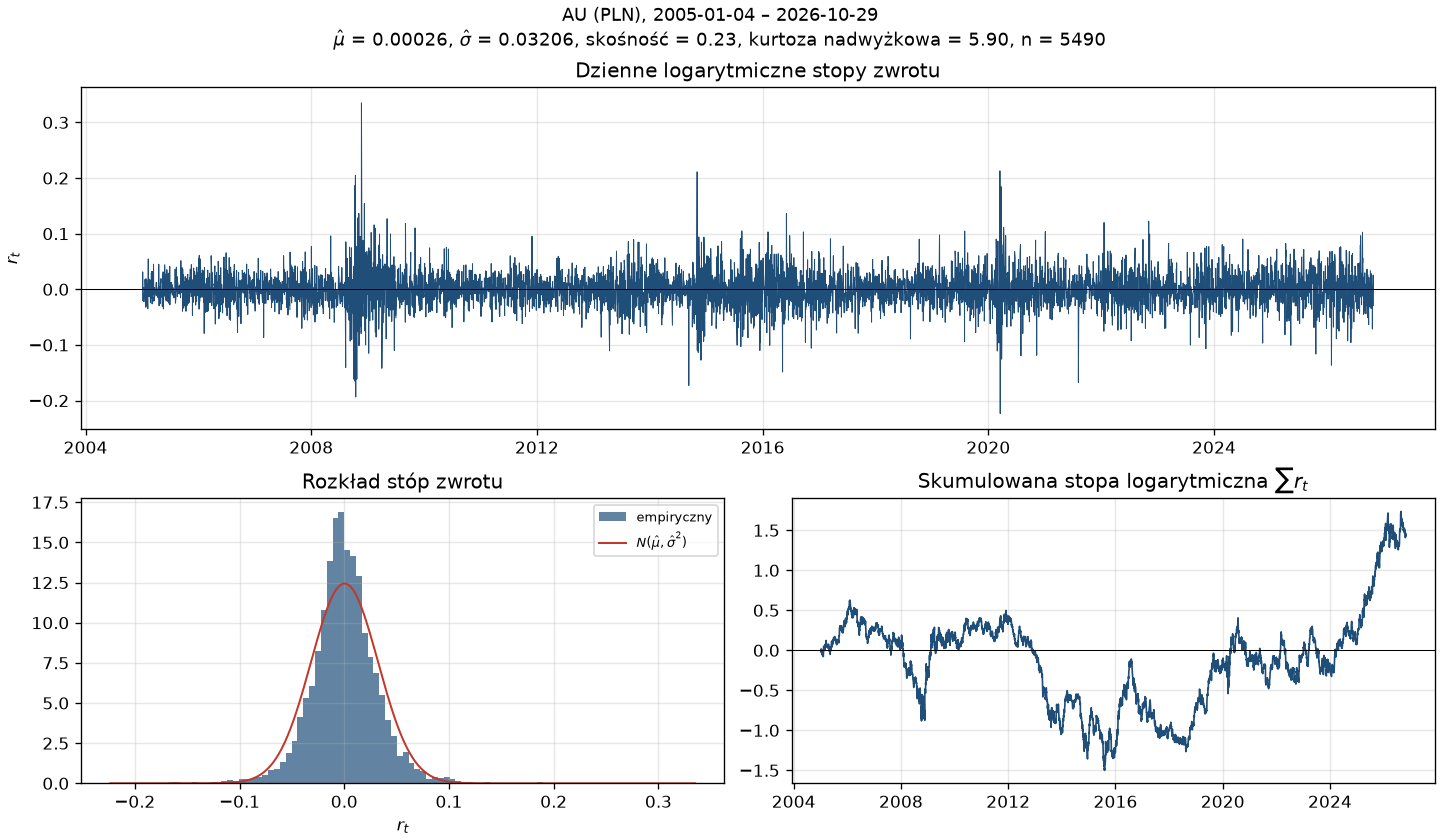 AU (PLN), 2005-01-04 – 2026-10-29
μ̂ = 0.00026, σ̂ = 0.03206, skośność = 0.23, kurtoza nadwyżkowa = 5.90, n = 5490
Dzienne logarytmiczne stopy zwrotu
r_t
0.3
0.2
0.1
0.0
−0.1
−0.2
2004 2008 2012 2016 2020 2024
Rozkład stóp zwrotu
17.5
15.0
12.5
10.0
7.5
5.0
2.5
0.0
empiryczny
N(μ̂, σ̂²)
−0.2 −0.1 0.0 0.1 0.2 0.3
r_t
Skumulowana stopa logarytmiczna ∑r_t
1.5
1.0
0.5
0.0
−0.5
−1.0
−1.5
2004 2008 2012 2016 2020 2024